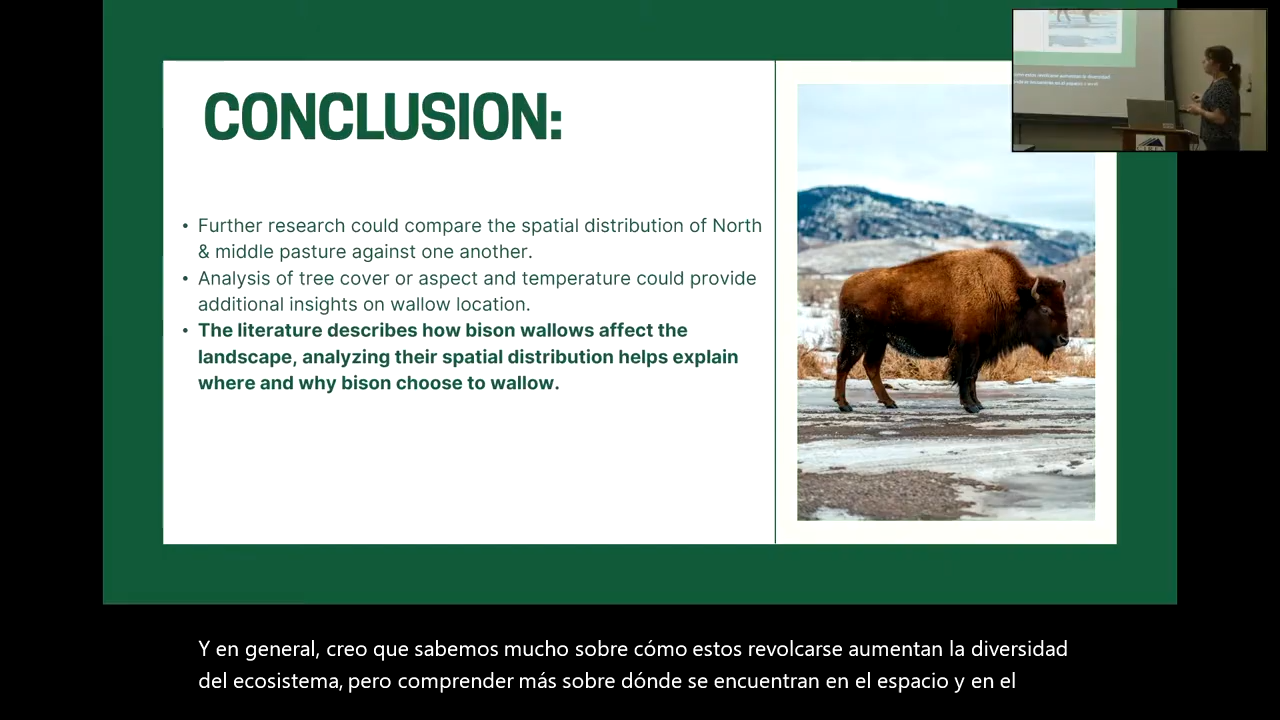 CONCLUSION:
• Further research could compare the spatial distribution of North
& middle pasture against one another.
• Analysis of tree cover or aspect and temperature could provide
additional insights on wallow location.
• The literature describes how bison wallows affect the
landscape, analyzing their spatial distribution helps explain
where and why bison choose to wallow.
Y en general, creo que sabemos mucho sobre cómo estos revolcarse aumentan la diversidad
del ecosistema, pero comprender más sobre dónde se encuentran en el espacio y en el